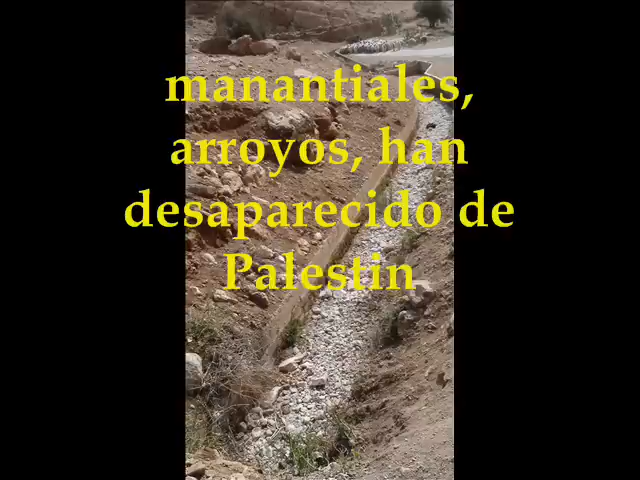 manantiales,
arroyos, han
desaparecido de
Palestin